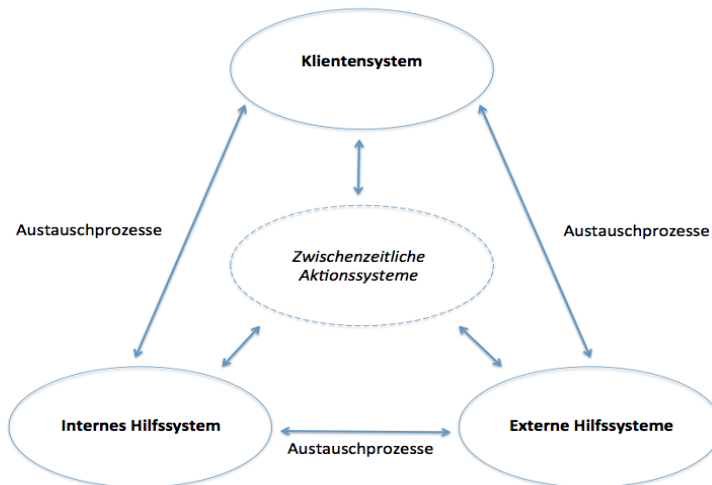 Klientensystem
Austauschprozesse
Austauschprozesse
Zwischenzeitliche
Aktionssysteme
Internes Hilfssystem
Externe Hilfssysteme
Austauschprozesse